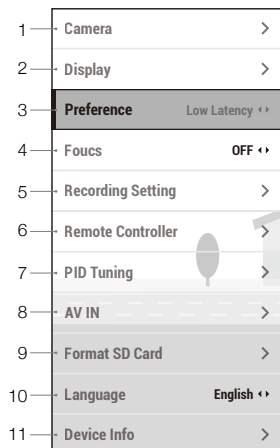 1 Camera
2 Display
3 Preference Low Latency
4 Foucs OFF
5 Recording Setting
6 Remote Controller
7 PID Tuning
8 AV IN
9 Format SD Card
10 Language English
11 Device Info